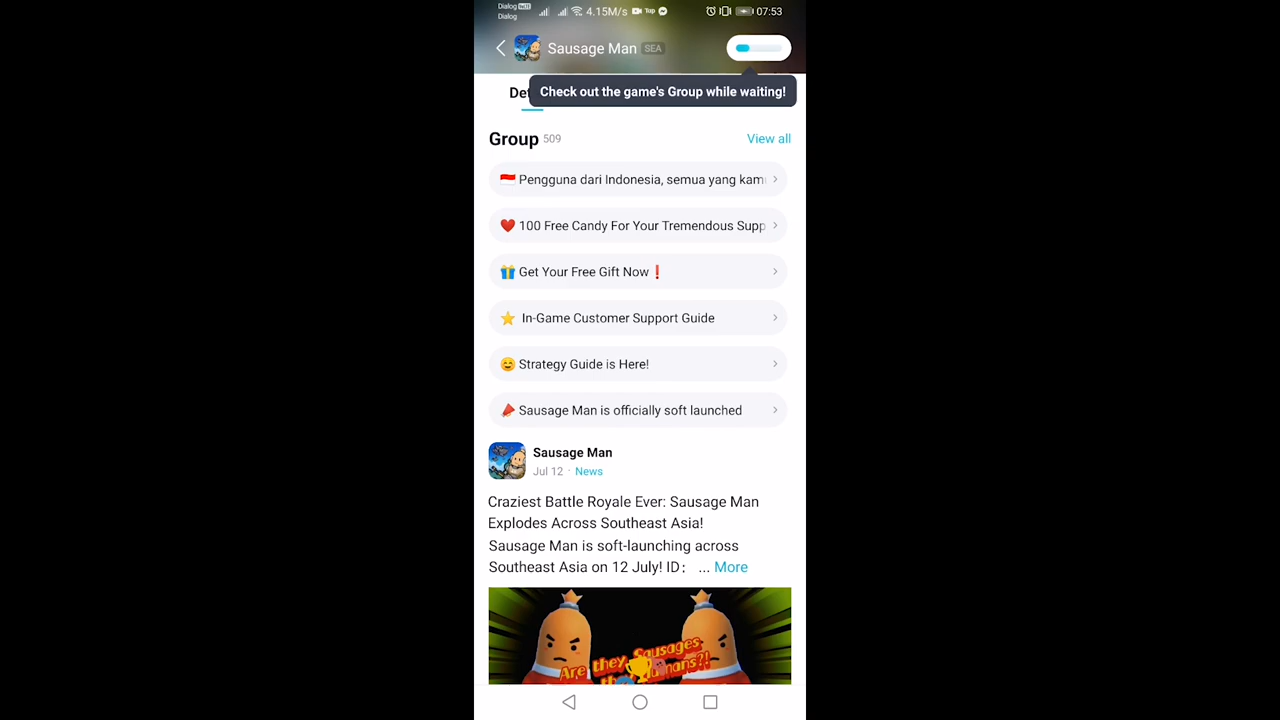 Dialog VoLTE
Dialog
4.15M/s
Tap
07:53
Sausage Man SEA
Check out the game's Group while waiting!
Det
Group 509
View all
Pengguna dari Indonesia, semua yang kam
100 Free Candy For Your Tremendous Supp
Get Your Free Gift Now❗
In-Game Customer Support Guide
Strategy Guide is Here!
Sausage Man is officially soft launched
Sausage Man
Jul 12 · News
Craziest Battle Royale Ever: Sausage Man
Explodes Across Southeast Asia!
Sausage Man is soft-launching across
Southeast Asia on 12 July! ID： ... More
Are they Sausages